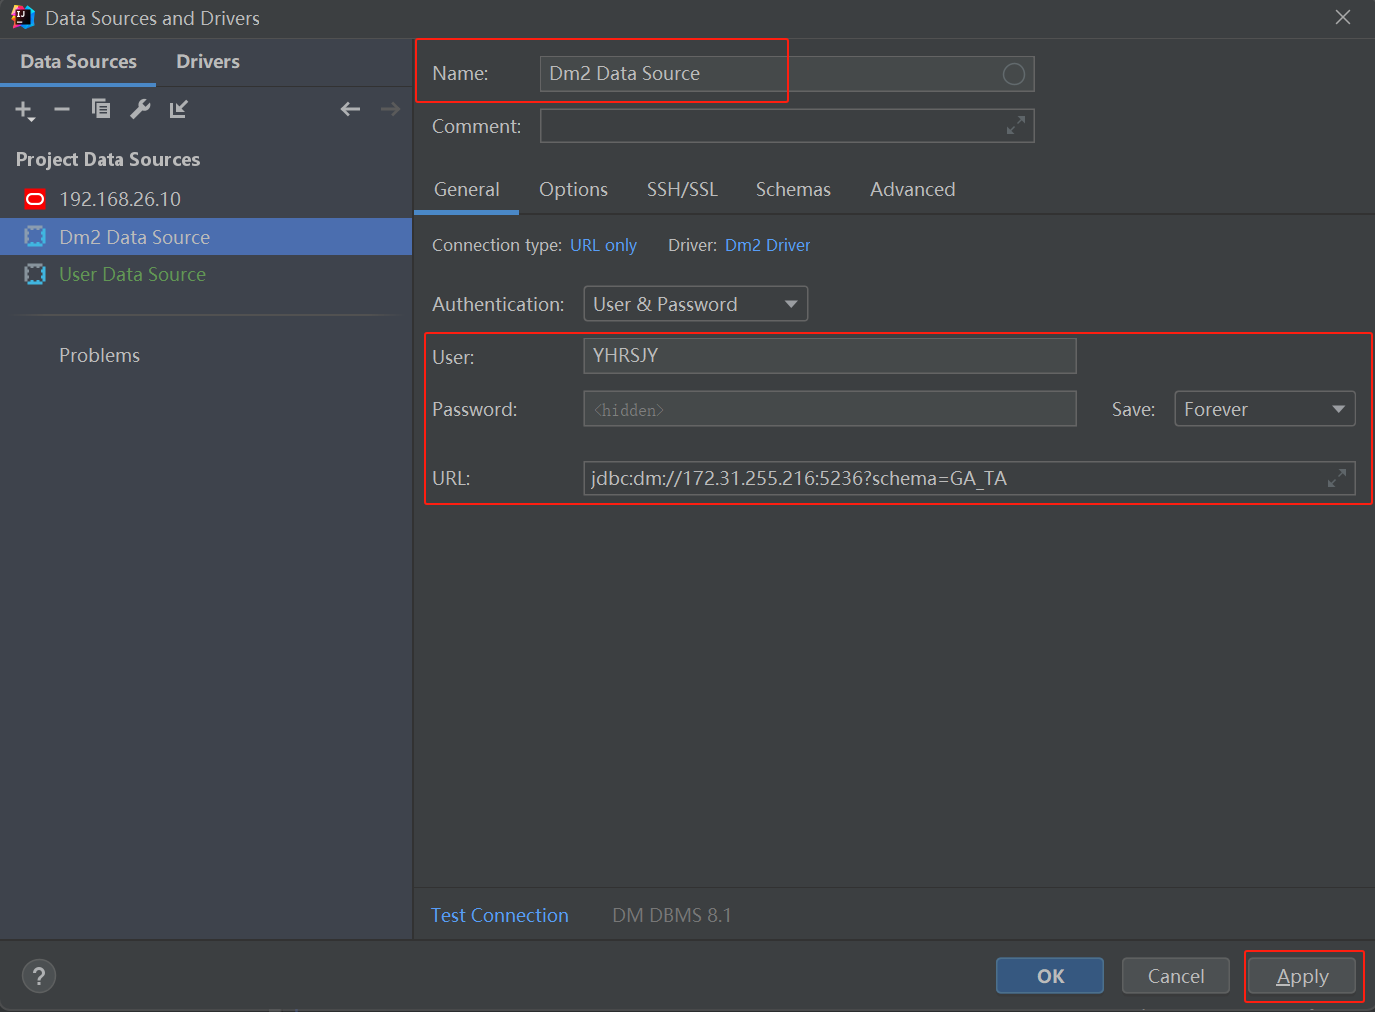 Data Sources and Drivers
Data Sources Drivers
Project Data Sources
192.168.26.10
Dm2 Data Source
User Data Source
Problems
Name: Dm2 Data Source
Comment:
General Options SSH/SSL Schemas Advanced
Connection type: URL only Driver: Dm2 Driver
Authentication: User & Password
User: YHRSJY
Password: <hidden> Save: Forever
URL: jdbc:dm://172.31.255.216:5236?schema=GA_TA
Test Connection DM DBMS 8.1
? OK Cancel Apply